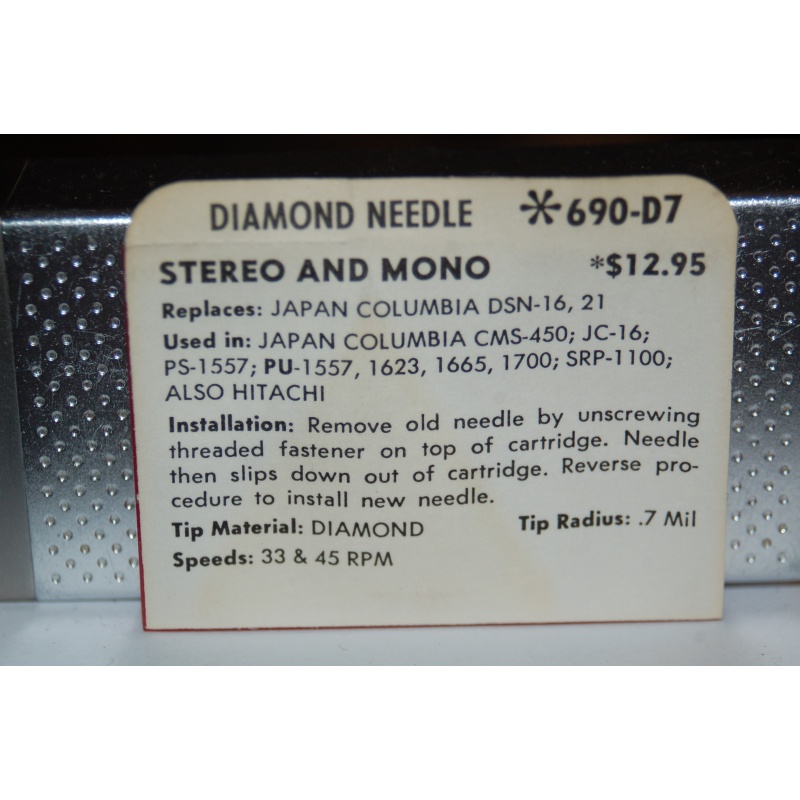 DIAMOND NEEDLE *690-D7
STEREO AND MONO *$12.95
Replaces: JAPAN COLUMBIA DSN-16, 21
Used in: JAPAN COLUMBIA CMS-450; JC-16;
PS-1557; PU-1557, 1623, 1665, 1700; SRP-1100;
ALSO HITACHI
Installation: Remove old needle by unscrewing
threaded fastener on top of cartridge. Needle
then slips down out of cartridge. Reverse pro-
cedure to install new needle.
Tip Material: DIAMOND Tip Radius: .7 Mil
Speeds: 33 & 45 RPM